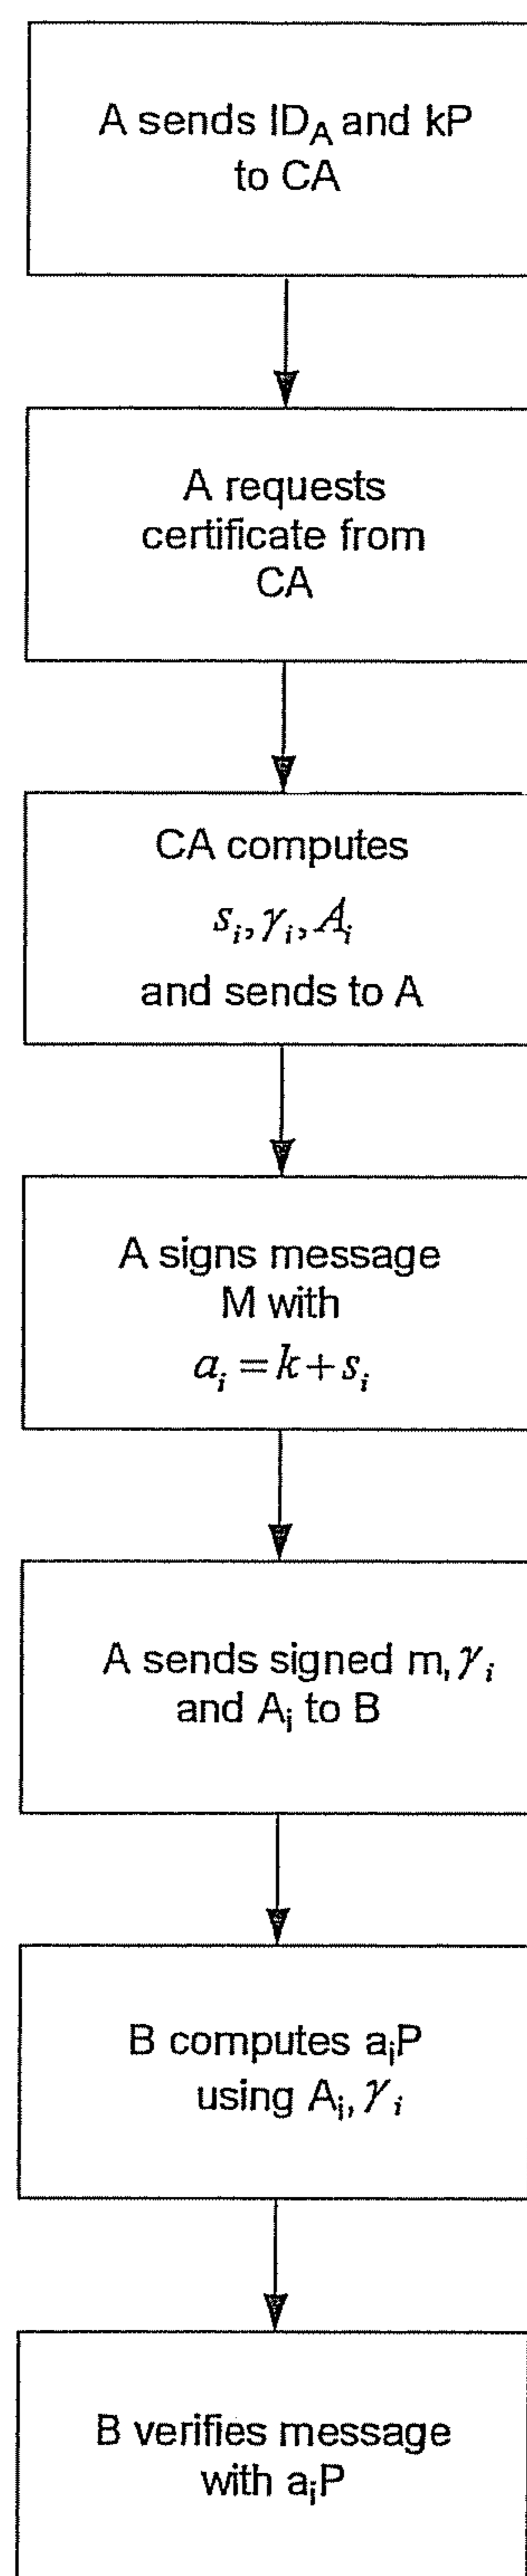 A sends ID_A and kP
to CA
A requests
certificate from
CA
CA computes
s_i, γ_i, A_i
and sends to A
A signs message
M with
a_i = k + s_i
A sends signed m, γ_i
and A_i to B
B computes a_iP
using A_i, γ_i
B verifies message
with a_iP